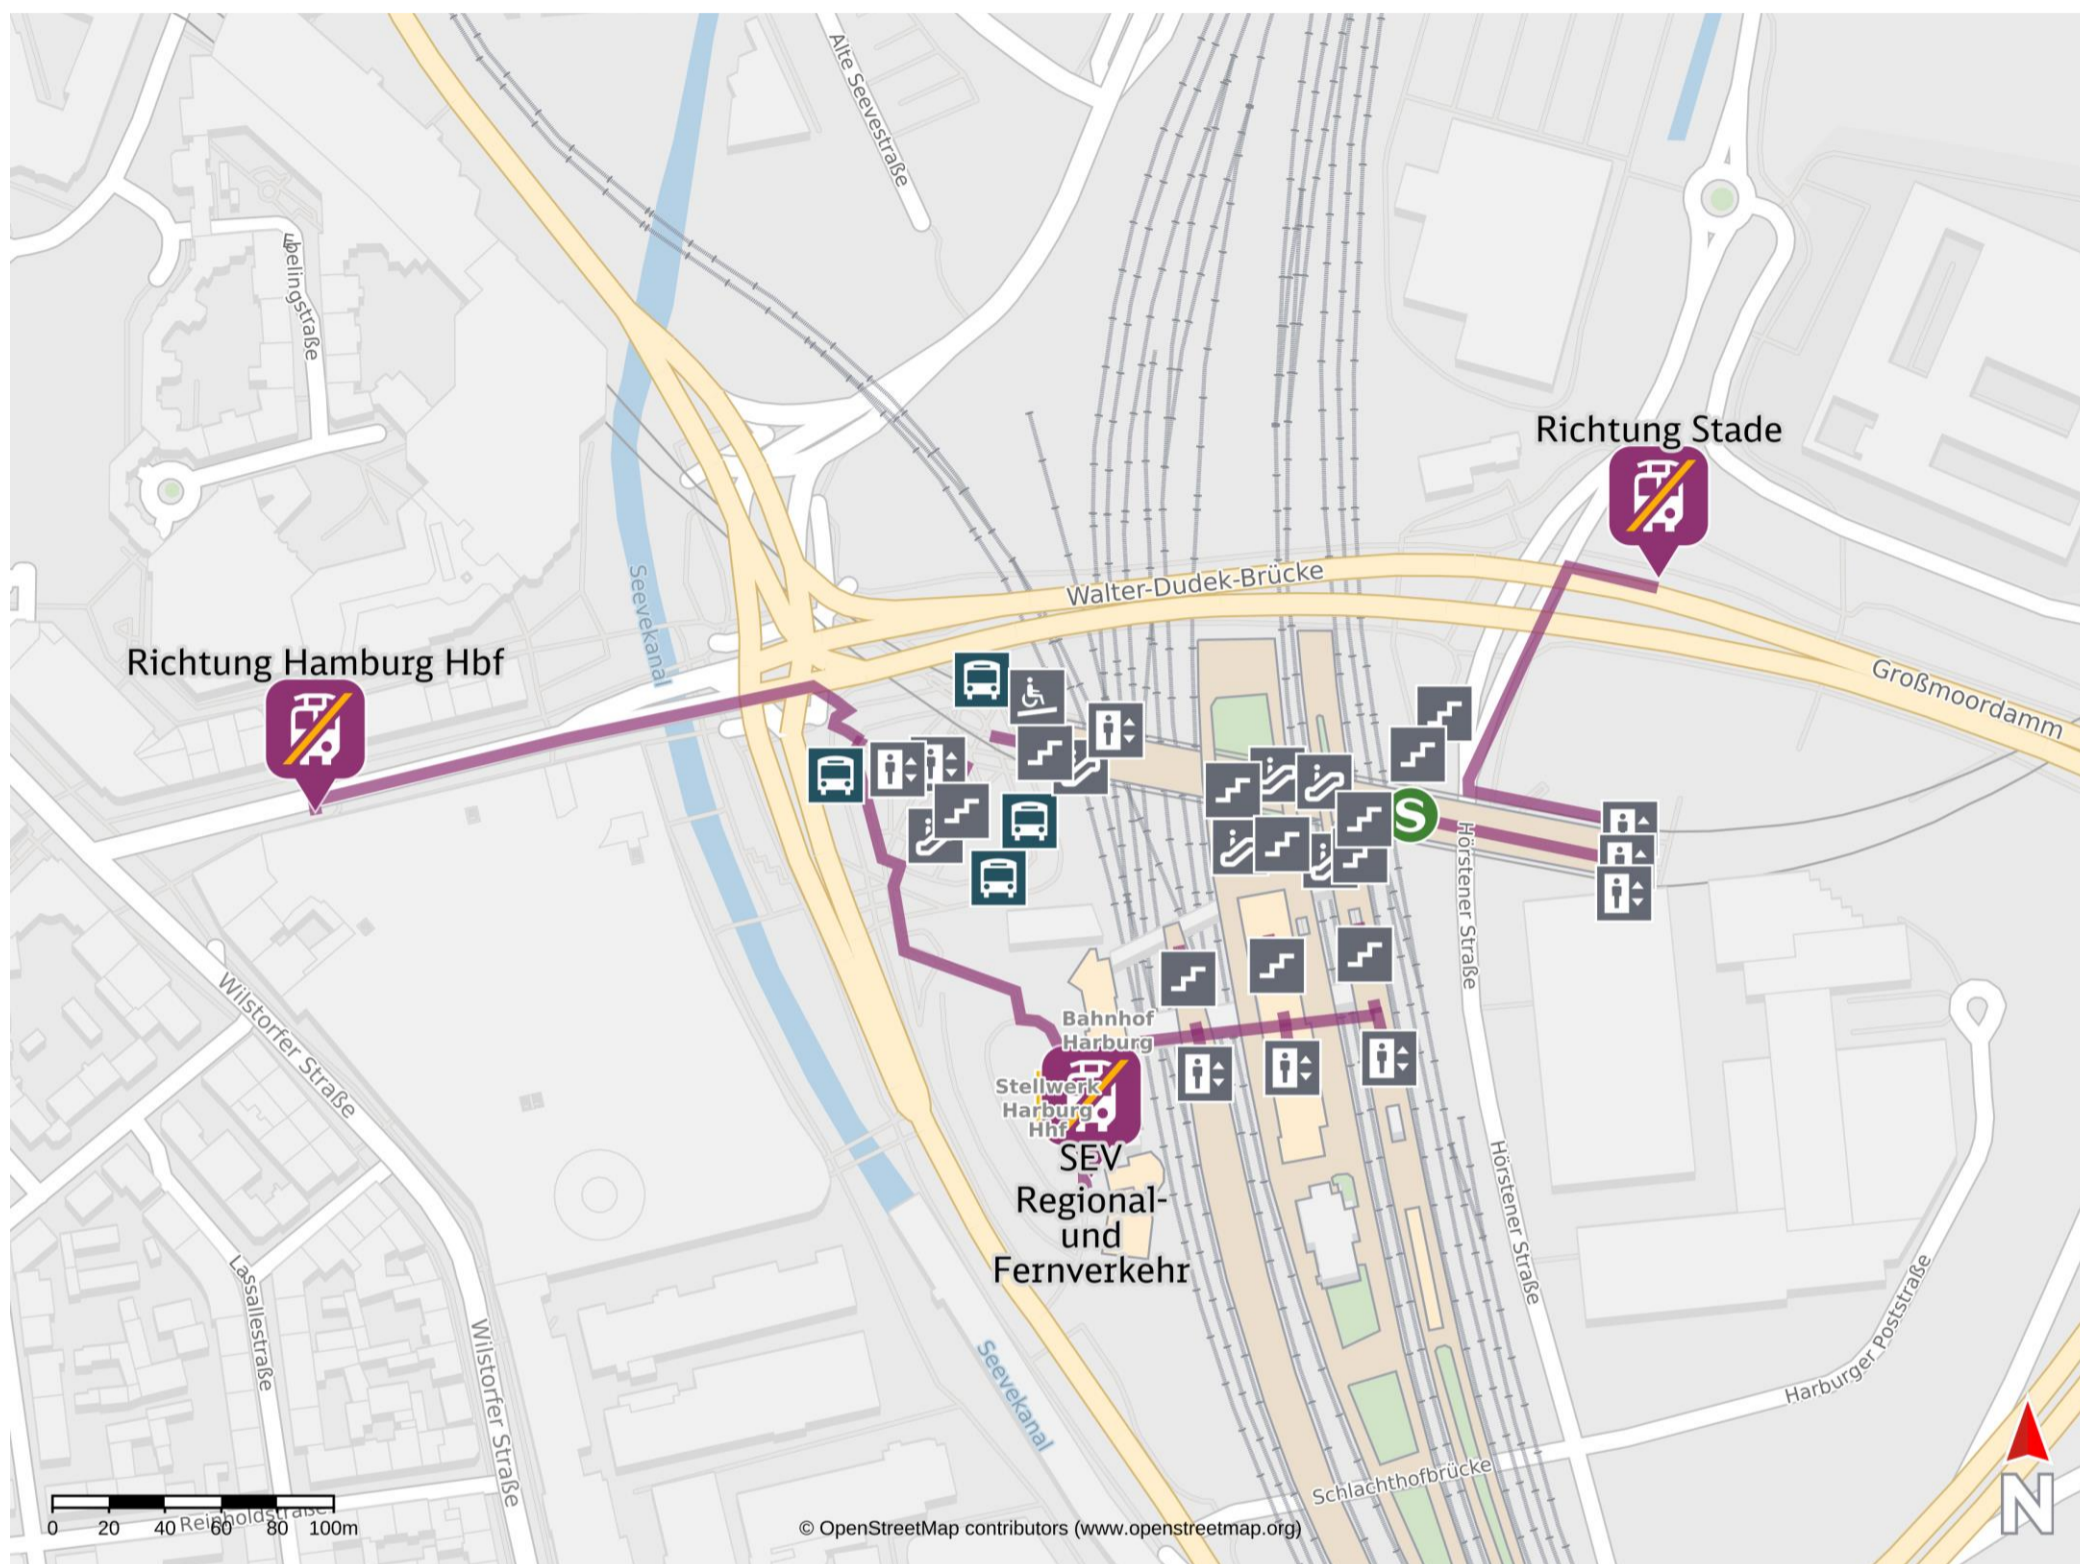 Alte Seevestraße
Ebelingstraße
Richtung Stade
Walter-Dudek-Brücke
Seevekanal
Richtung Hamburg Hbf
Großmoordamm
S
Hörstener Straße
Wilstorfer Straße
Bahnhof
Harburg
Stellwerk
Harburg
Hbf
SEV
Regional-
und
Fernverkehr
Hörstener Straße
Lassallestraße
Wilstorfer Straße
Seevekanal
Harburger Poststraße
Schlachthofbrücke
N
Reinholdstraße
0 20 40 60 80 100m
© OpenStreetMap contributors (www.openstreetmap.org)